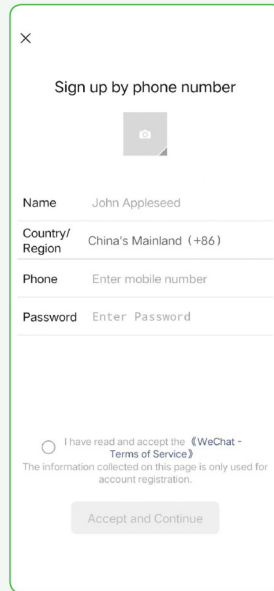 Sign up by phone number
Name John Appleseed
Country/
Region China's Mainland (+86)
Phone Enter mobile number
Password Enter Password
I have read and accept the 《WeChat -
Terms of Service》
The information collected on this page is only used for
account registration.
Accept and Continue